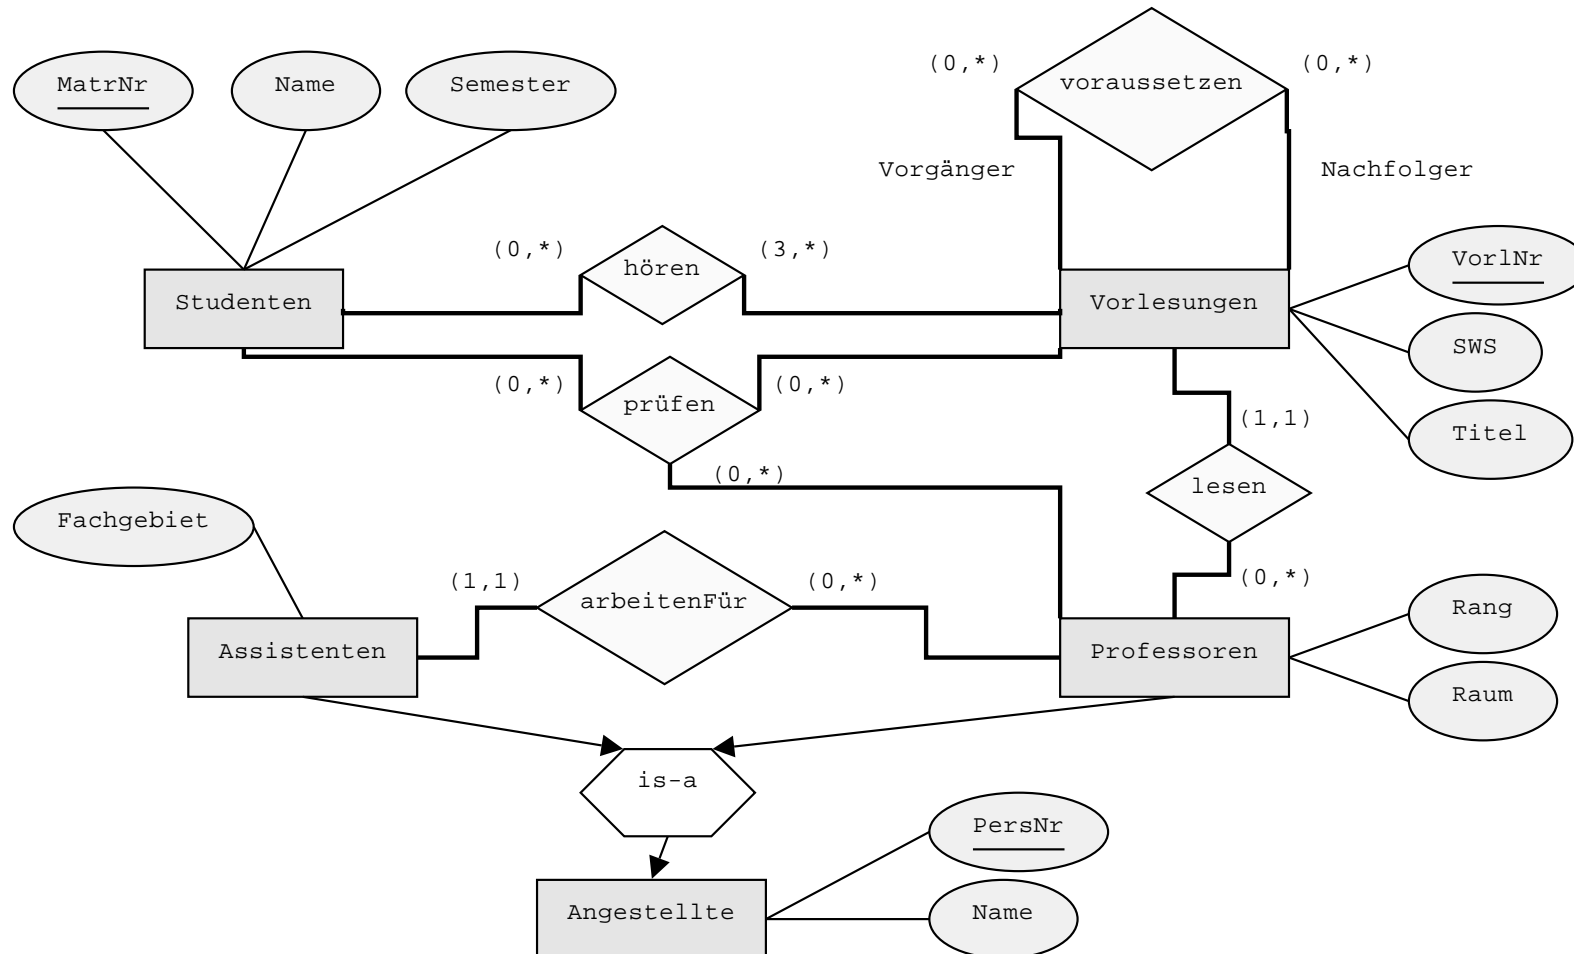 (0,*)
voraussetzen
(0,*)
MatrNr
Name
Semester
Vorgänger
Nachfolger
(0,*)
hören
(3,*)
VorlNr
Studenten
Vorlesungen
SWS
(0,*)
prüfen
(0,*)
(1,1)
Titel
(0,*)
lesen
Fachgebiet
(1,1)
arbeitenFür
(0,*)
(0,*)
Rang
Assistenten
Professoren
Raum
is-a
PersNr
Angestellte
Name